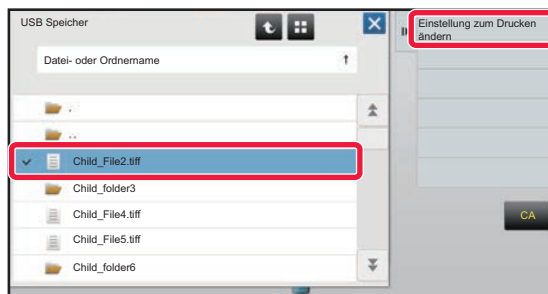 USB Speicher
Einstellung zum Drucken
ändern
Datei- oder Ordnername
.
..
Child_File2.tiff
Child_folder3
Child_File4.tiff
Child_File5.tiff
Child_folder6
CA